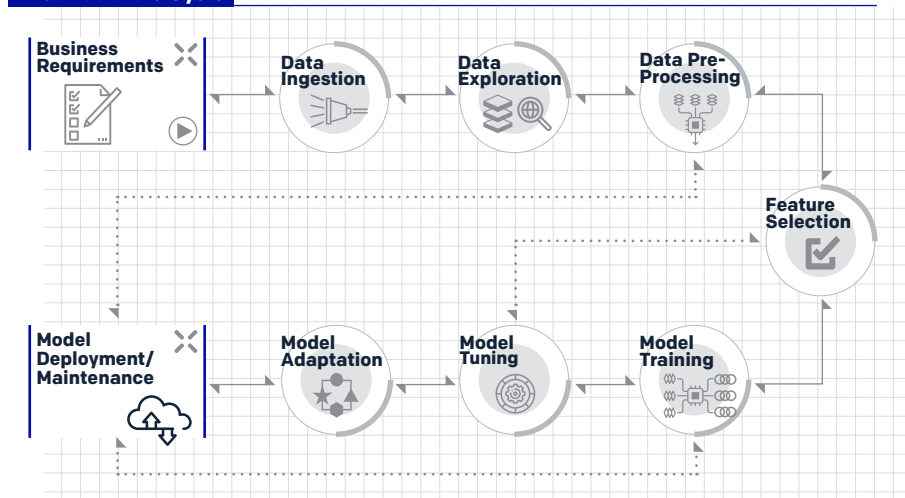 Business
Requirements
Data
Ingestion
Data
Exploration
Data Pre-
Processing
Feature
Selection
Model
Deployment/
Maintenance
Model
Adaptation
Model
Tuning
Model
Training